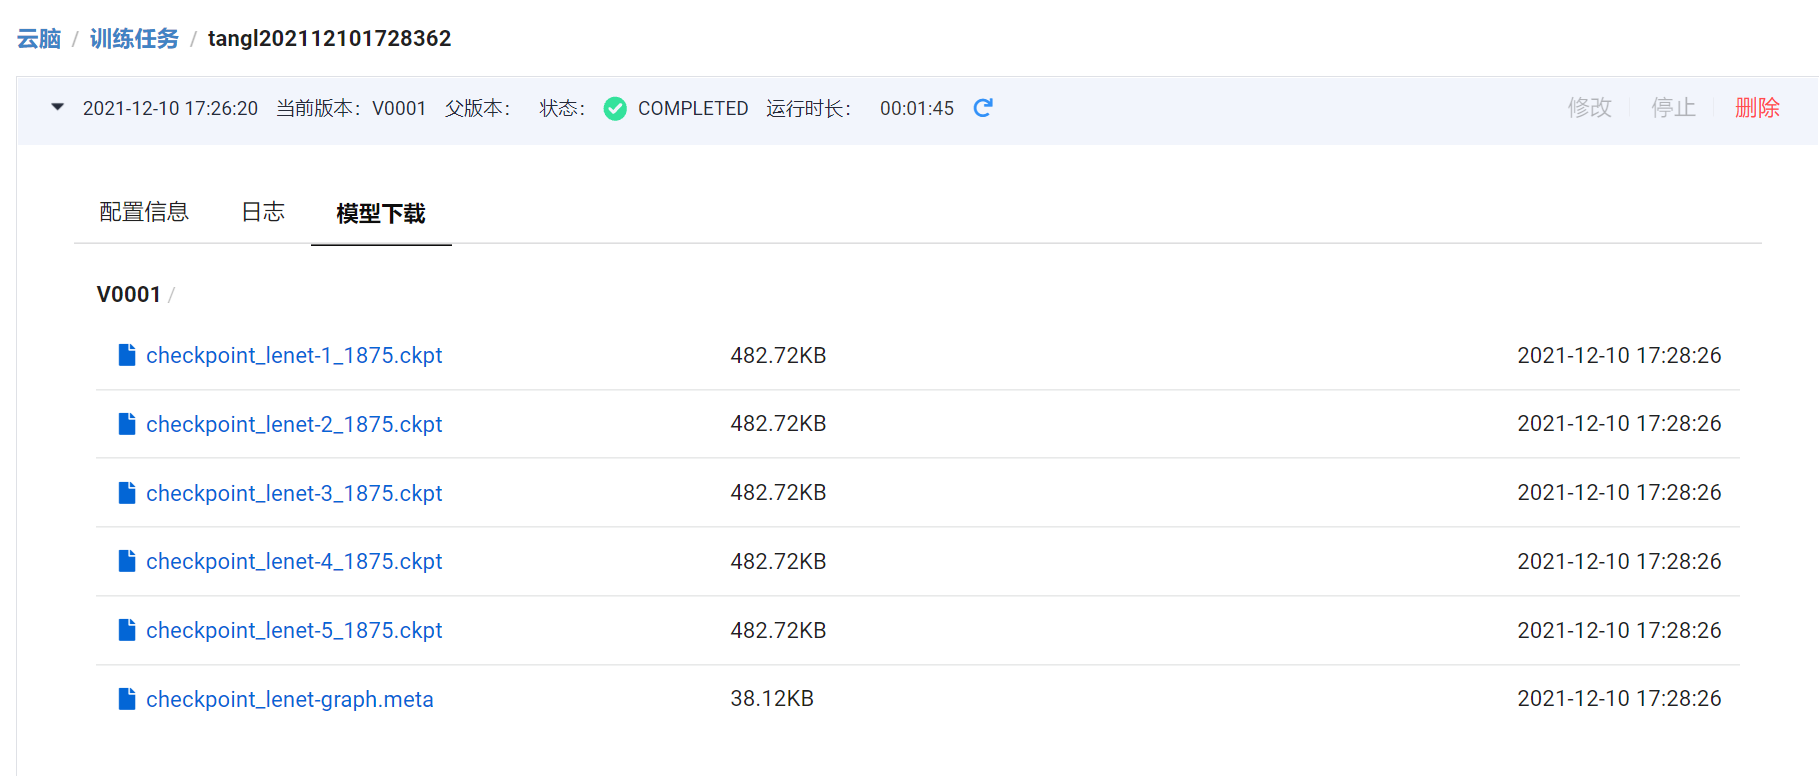 云脑 / 训练任务 / tangl202112101728362
2021-12-10 17:26:20 当前版本： V0001 父版本： 状态： COMPLETED 运行时长： 00:01:45 修改 停止 删除
配置信息 日志 模型下载
V0001 /
checkpoint_lenet-1_1875.ckpt 482.72KB 2021-12-10 17:28:26
checkpoint_lenet-2_1875.ckpt 482.72KB 2021-12-10 17:28:26
checkpoint_lenet-3_1875.ckpt 482.72KB 2021-12-10 17:28:26
checkpoint_lenet-4_1875.ckpt 482.72KB 2021-12-10 17:28:26
checkpoint_lenet-5_1875.ckpt 482.72KB 2021-12-10 17:28:26
checkpoint_lenet-graph.meta 38.12KB 2021-12-10 17:28:26